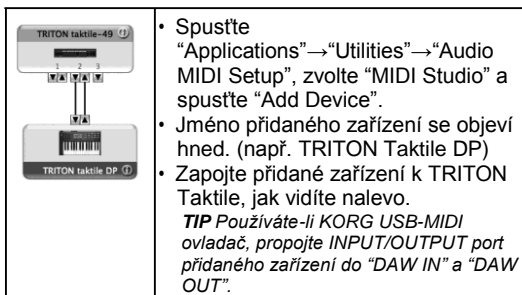 TRITON taktile-49
1 2 3
TRITON taktile DP
• Spusťte
“Applications”→“Utilities”→“Audio
MIDI Setup”, zvolte “MIDI Studio” a
spusťte “Add Device”.
• Jméno přidaného zařízení se objeví
hned. (např. TRITON Taktile DP)
• Zapojte přidané zařízení k TRITON
Taktile, jak vidíte nalevo.
TIP Používáte-li KORG USB-MIDI
ovladač, propojte INPUT/OUTPUT port
přidaného zařízení do “DAW IN” a “DAW
OUT”.